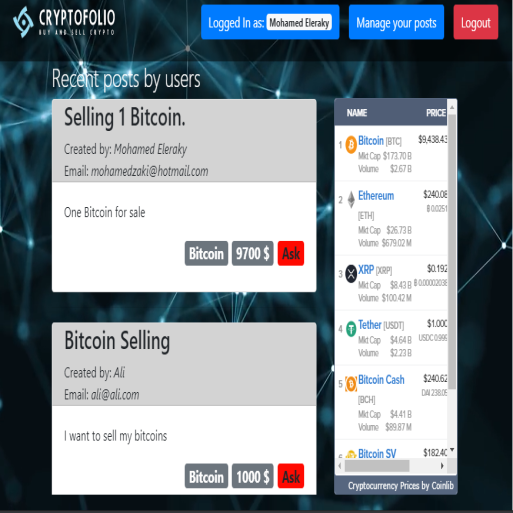 CRYPTOFOLIO
BUY AND SELL CRYPTO
Logged In as: Mohamed Eleraky
Manage your posts
Logout
Recent posts by users
Selling 1 Bitcoin.
Created by: Mohamed Eleraky
Email: mohamedzaki@hotmail.com
One Bitcoin for sale
Bitcoin 9700 $ Ask
Bitcoin Selling
Created by: Ali
Email: ali@ali.com
I want to sell my bitcoins
Bitcoin 1000 $ Ask
NAME PRICE
1 Bitcoin [BTC] $9,438.43
Mkt Cap $173.70 B
Volume $2.67 B
2 Ethereum $240.08
[ETH] ฿ 0.0251
Mkt Cap $26.73 B
Volume $679.02 M
3 XRP [XRP] $0.192
Mkt Cap $8.43 B ฿ 0.00002038
Volume $100.42 M
4 Tether [USDT] $1.000
Mkt Cap $4.64 B USDC 0.999
Volume $2.23 B
5 Bitcoin Cash $240.62
[BCH] DAI 238.05
Mkt Cap $4.41 B
Volume $89.87 M
6 Bitcoin SV $182.40
Cryptocurrency Prices by Coinlib